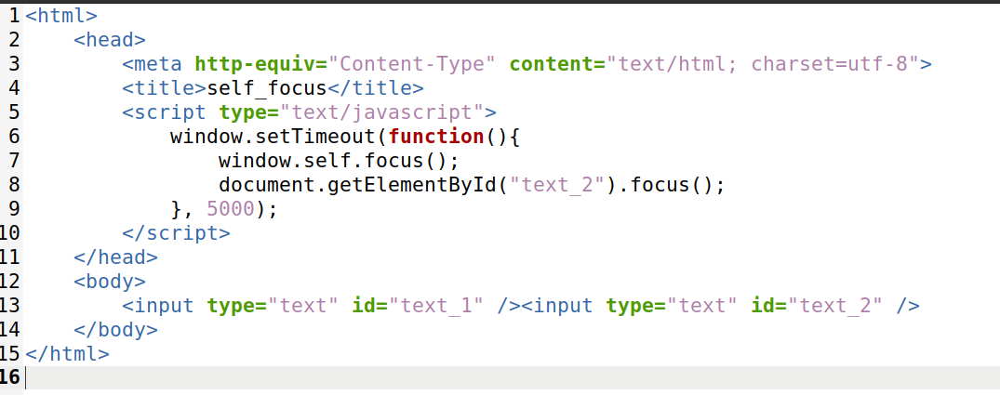 1 <html>
2     <head>
3         <meta http-equiv="Content-Type" content="text/html; charset=utf-8">
4         <title>self_focus</title>
5         <script type="text/javascript">
6             window.setTimeout(function(){
7                 window.self.focus();
8                 document.getElementById("text_2").focus();
9             }, 5000);
10         </script>
11     </head>
12     <body>
13         <input type="text" id="text_1" /><input type="text" id="text_2" />
14     </body>
15 </html>
16